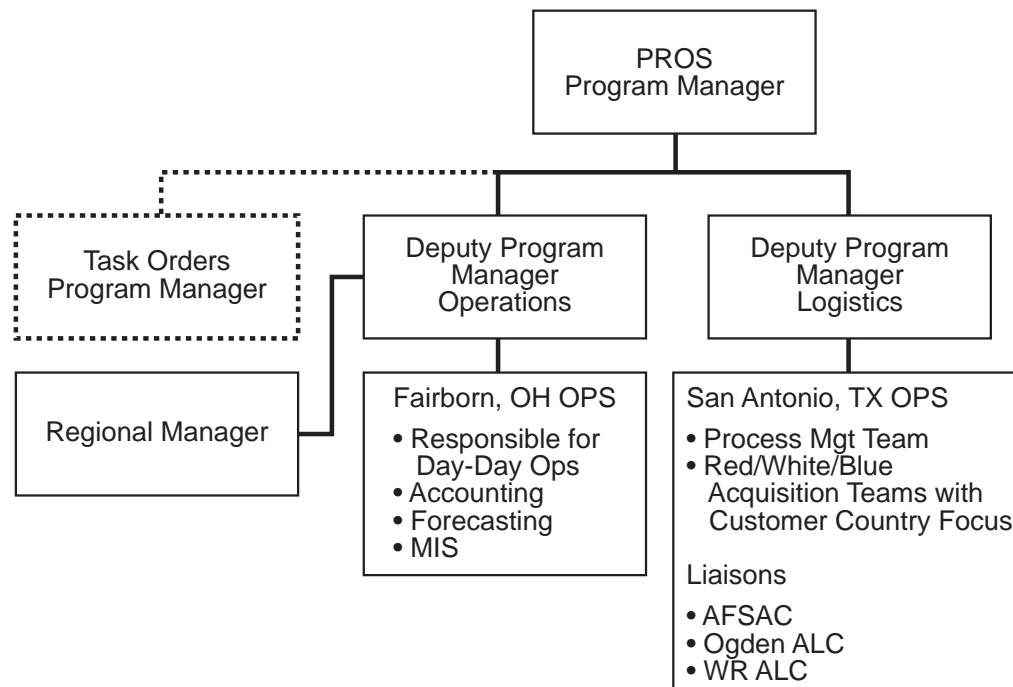 PROS
Program Manager
Task Orders
Program Manager
Deputy Program
Manager
Operations
Deputy Program
Manager
Logistics
Regional Manager
Fairborn, OH OPS
• Responsible for
Day-Day Ops
• Accounting
• Forecasting
• MIS
San Antonio, TX OPS
• Process Mgt Team
• Red/White/Blue
Acquisition Teams with
Customer Country Focus
Liaisons
• AFSAC
• Ogden ALC
• WR ALC